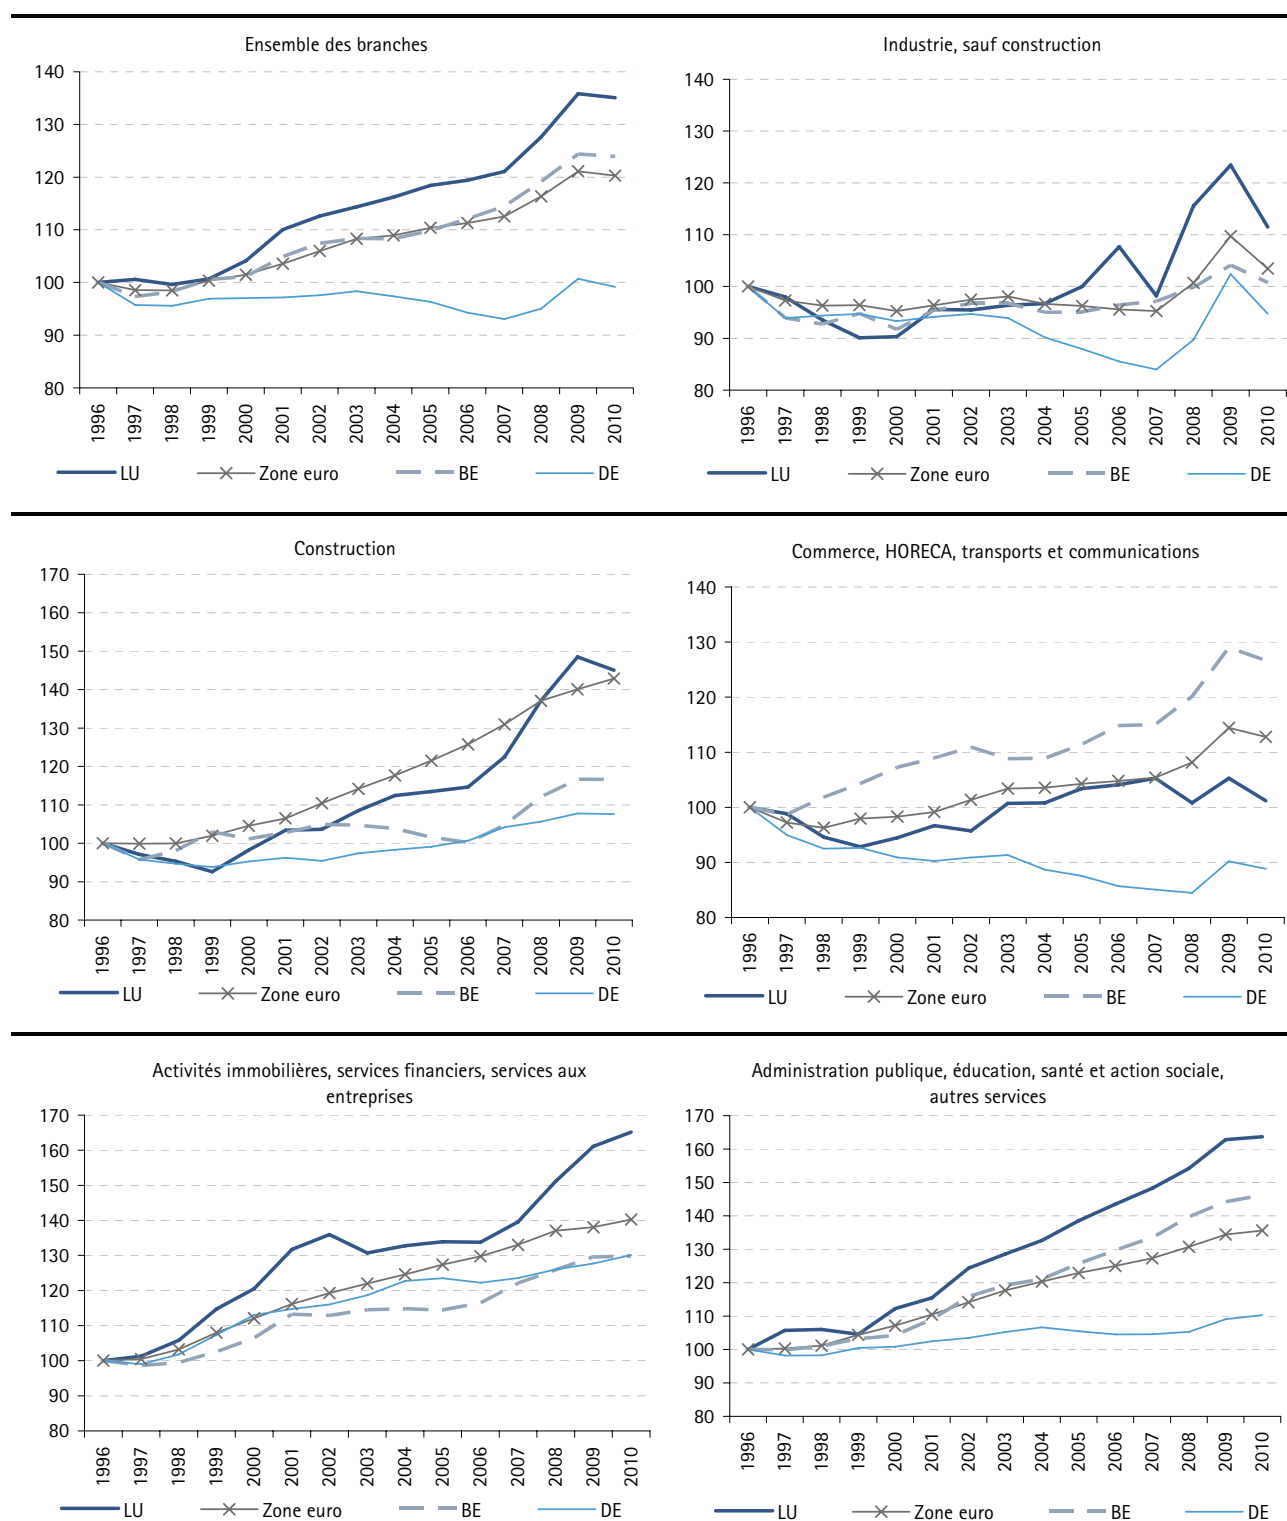 Ensemble des branches
140
130
120
110
100
90
80
1996 1997 1998 1999 2000 2001 2002 2003 2004 2005 2006 2007 2008 2009 2010
LU Zone euro BE DE
Industrie, sauf construction
140
130
120
110
100
90
80
1996 1997 1998 1999 2000 2001 2002 2003 2004 2005 2006 2007 2008 2009 2010
LU Zone euro BE DE
Construction
170
160
150
140
130
120
110
100
90
80
1996 1997 1998 1999 2000 2001 2002 2003 2004 2005 2006 2007 2008 2009 2010
LU Zone euro BE DE
Commerce, HORECA, transports et communications
140
130
120
110
100
90
80
1996 1997 1998 1999 2000 2001 2002 2003 2004 2005 2006 2007 2008 2009 2010
LU Zone euro BE DE
Activités immobilières, services financiers, services aux
entreprises
170
160
150
140
130
120
110
100
90
80
1996 1997 1998 1999 2000 2001 2002 2003 2004 2005 2006 2007 2008 2009 2010
LU Zone euro BE DE
Administration publique, éducation, santé et action sociale,
autres services
170
160
150
140
130
120
110
100
90
80
1996 1997 1998 1999 2000 2001 2002 2003 2004 2005 2006 2007 2008 2009 2010
LU Zone euro BE DE